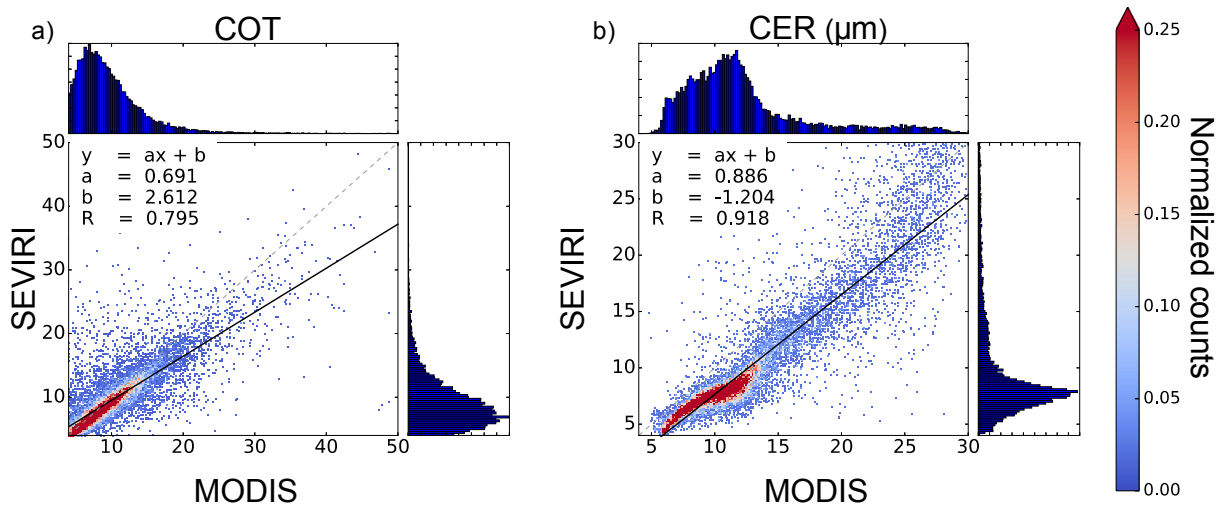 a) COT
b) CER (µm)
y = ax + b
a = 0.691
b = 2.612
R = 0.795
y = ax + b
a = 0.886
b = -1.204
R = 0.918
50
40
30
20
10
SEVIRI
10 20 30 40 50
MODIS
30
25
20
15
10
5
SEVIRI
5 10 15 20 25 30
MODIS
0.25
0.20
0.15
0.10
0.05
0.00
Normalized counts